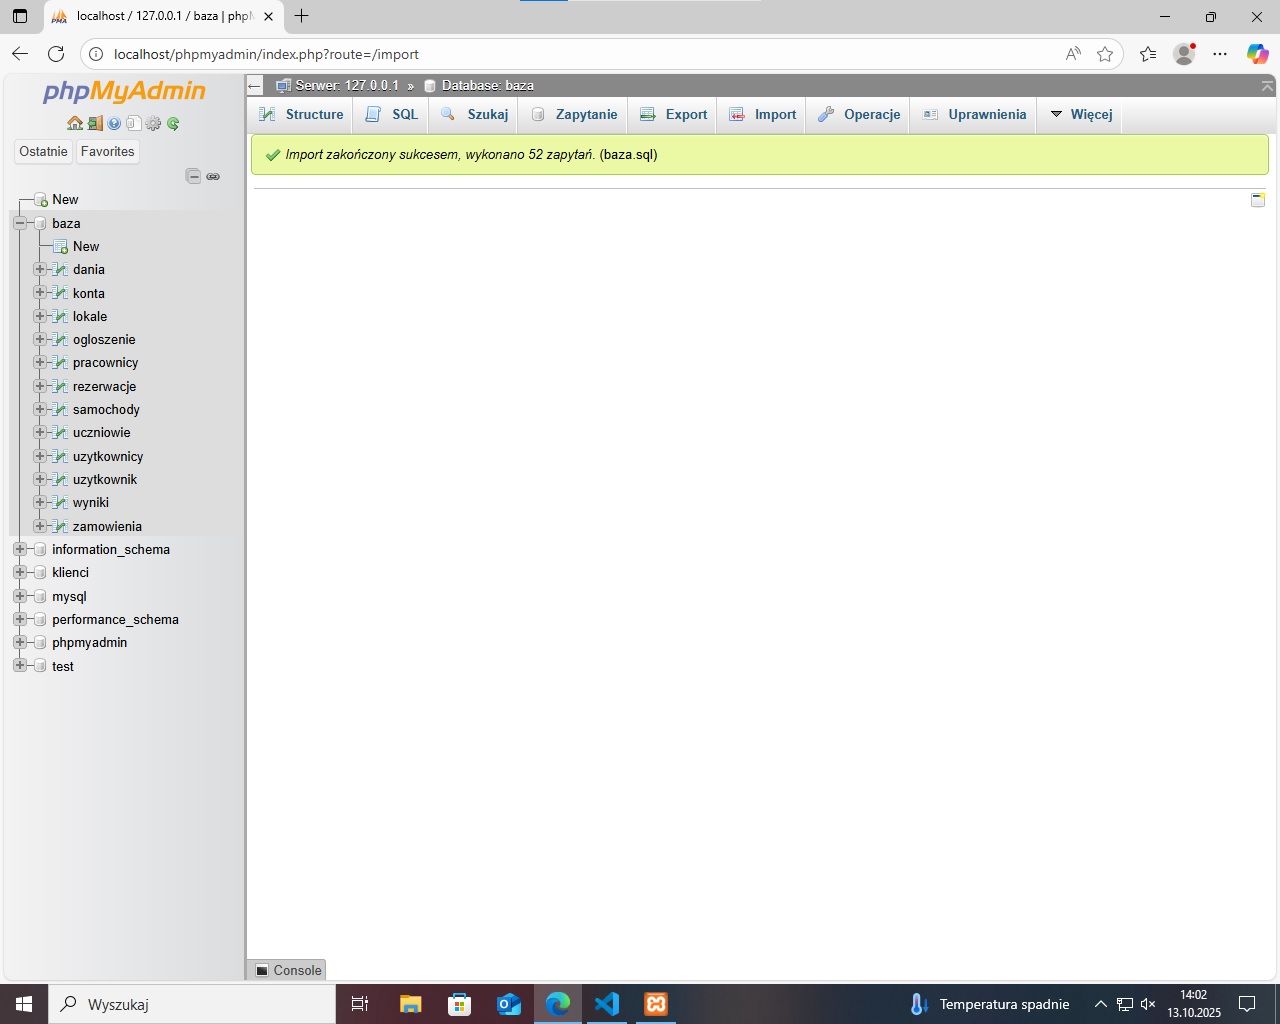 localhost / 127.0.0.1 / baza | phpM
localhost/phpmyadmin/index.php?route=/import
phpMyAdmin
Ostatnie Favorites
New
baza
New
dania
konta
lokale
ogloszenie
pracownicy
rezerwacje
samochody
uczniowie
uzytkownicy
uzytkownik
wyniki
zamowienia
information_schema
klienci
mysql
performance_schema
phpmyadmin
test
Serwer: 127.0.0.1 » Database: baza
Structure SQL Szukaj Zapytanie Export Import Operacje Uprawnienia Więcej
Import zakończony sukcesem, wykonano 52 zapytań. (baza.sql)
Console
Wyszukaj
Temperatura spadnie
14:02
13.10.2025